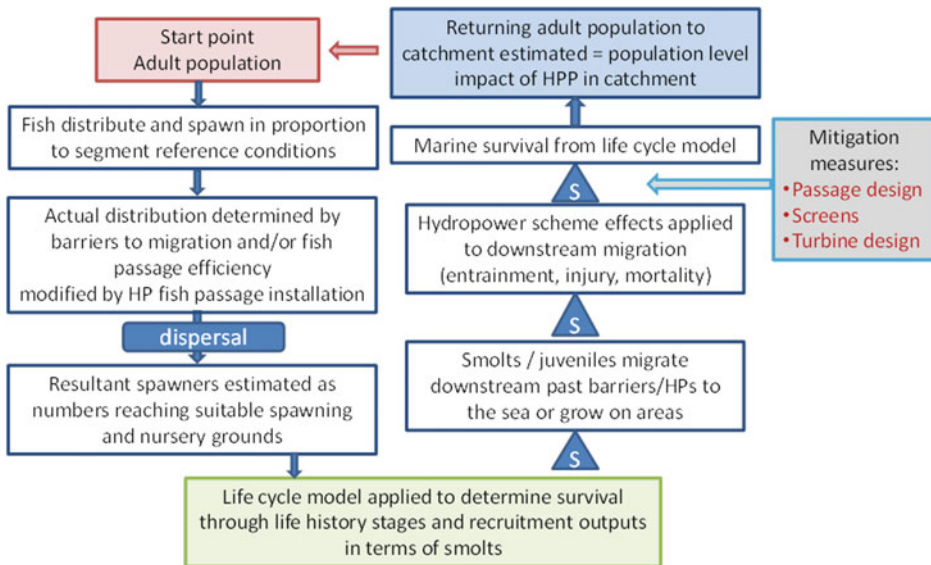 Start point
Adult population
Fish distribute and spawn in proportion
to segment reference conditions
Actual distribution determined by
barriers to migration and/or fish
passage efficiency
modified by HP fish passage installation
dispersal
Resultant spawners estimated as
numbers reaching suitable spawning
and nursery grounds
Life cycle model applied to determine survival
through life history stages and recruitment outputs
in terms of smolts
S
Smolts / juveniles migrate
downstream past barriers/HPs to
the sea or grow on areas
S
Hydropower scheme effects applied
to downstream migration
(entrainment, injury, mortality)
S
Marine survival from life cycle model
Returning adult population to
catchment estimated = population level
impact of HPP in catchment
Mitigation
measures:
•Passage design
•Screens
•Turbine design